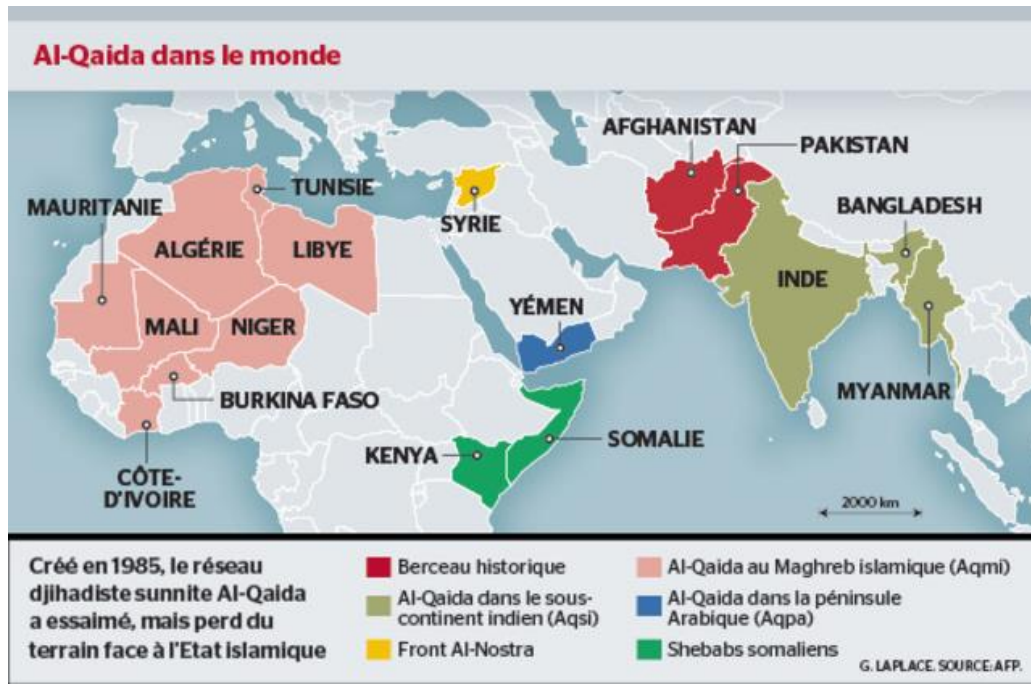 Al-Qaida dans le monde
AFGHANISTAN
PAKISTAN
TUNISIE
MAURITANIE
SYRIE
BANGLADESH
ALGÉRIE
LIBYE
INDE
YÉMEN
MALI
NIGER
MYANMAR
BURKINA FASO
SOMALIE
KENYA
CÔTE-
D'IVOIRE
2000 km
Créé en 1985, le réseau
djihadiste sunnite Al-Qaida
a essaimé, mais perd du
terrain face à l'Etat islamique
Berceau historique
Al-Qaida dans le sous-
continent indien (Aqsi)
Front Al-Nostra
Al-Qaida au Maghreb islamique (Aqmi)
Al-Qaida dans la péninsule
Arabique (Aqpa)
Shebabs somaliens
G. LAPLACE. SOURCE: AFP.